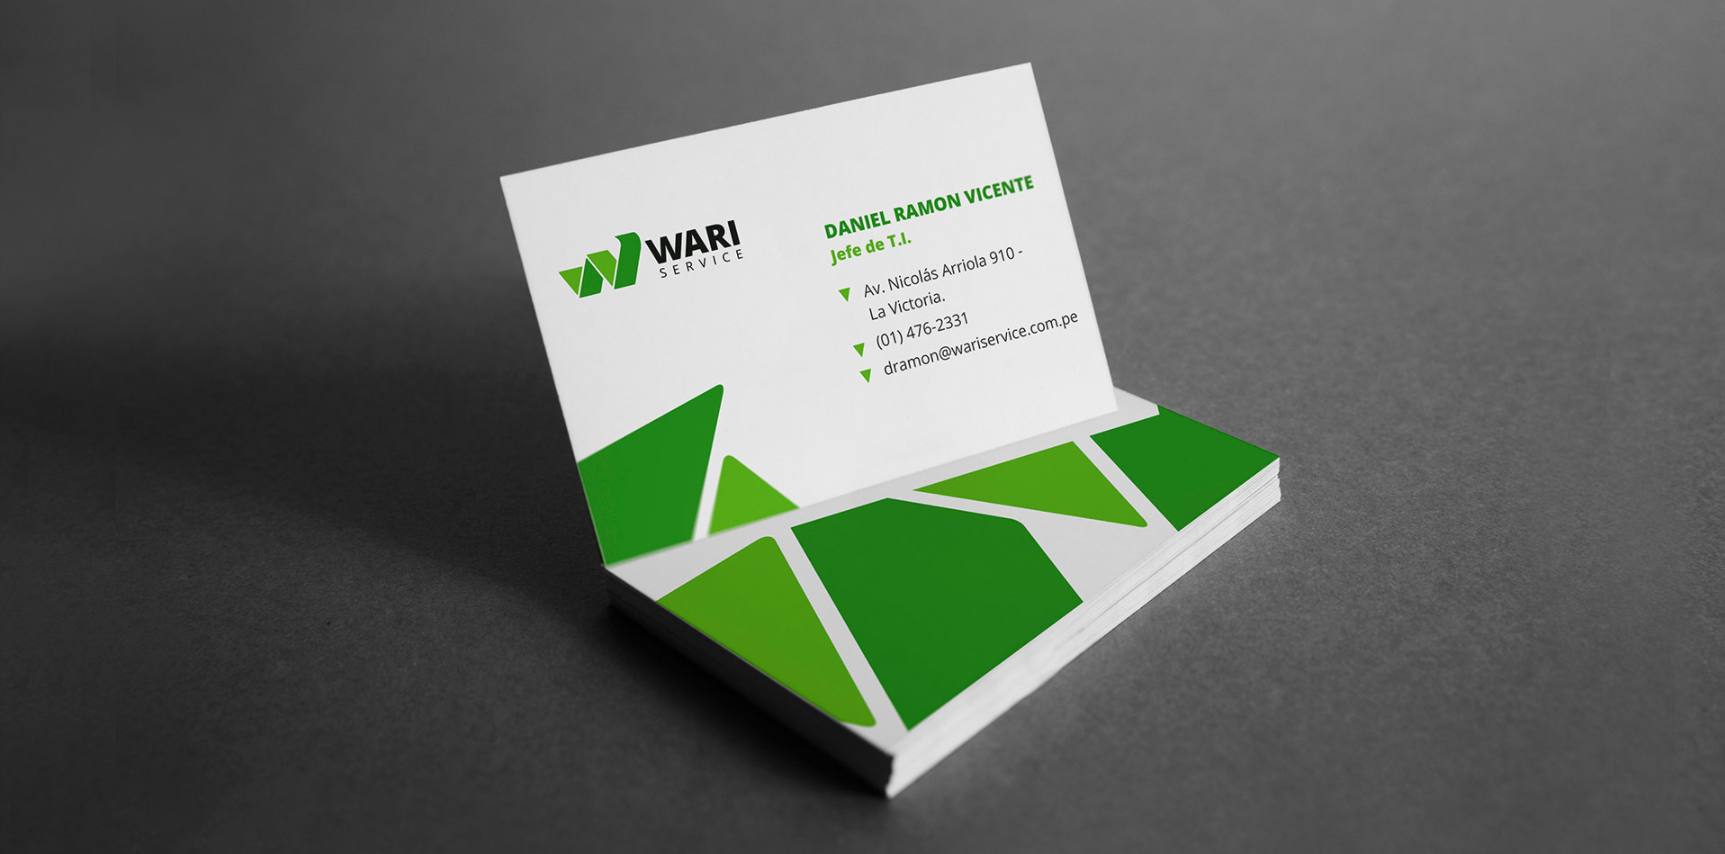 WARI
SERVICE
DANIEL RAMON VICENTE
Jefe de T.I.
Av. Nicolás Arriola 910 -
La Victoria.
(01) 476-2331
dramon@wariservice.com.pe